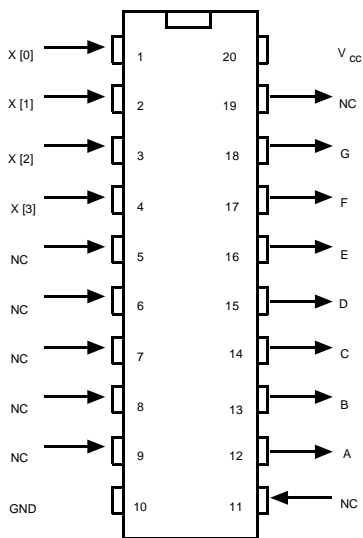 X [0] 1 20 V cc
X [1] 2 19 NC
X [2] 3 18 G
X [3] 4 17 F
NC 5 16 E
NC 6 15 D
NC 7 14 C
NC 8 13 B
NC 9 12 A
GND 10 11 NC